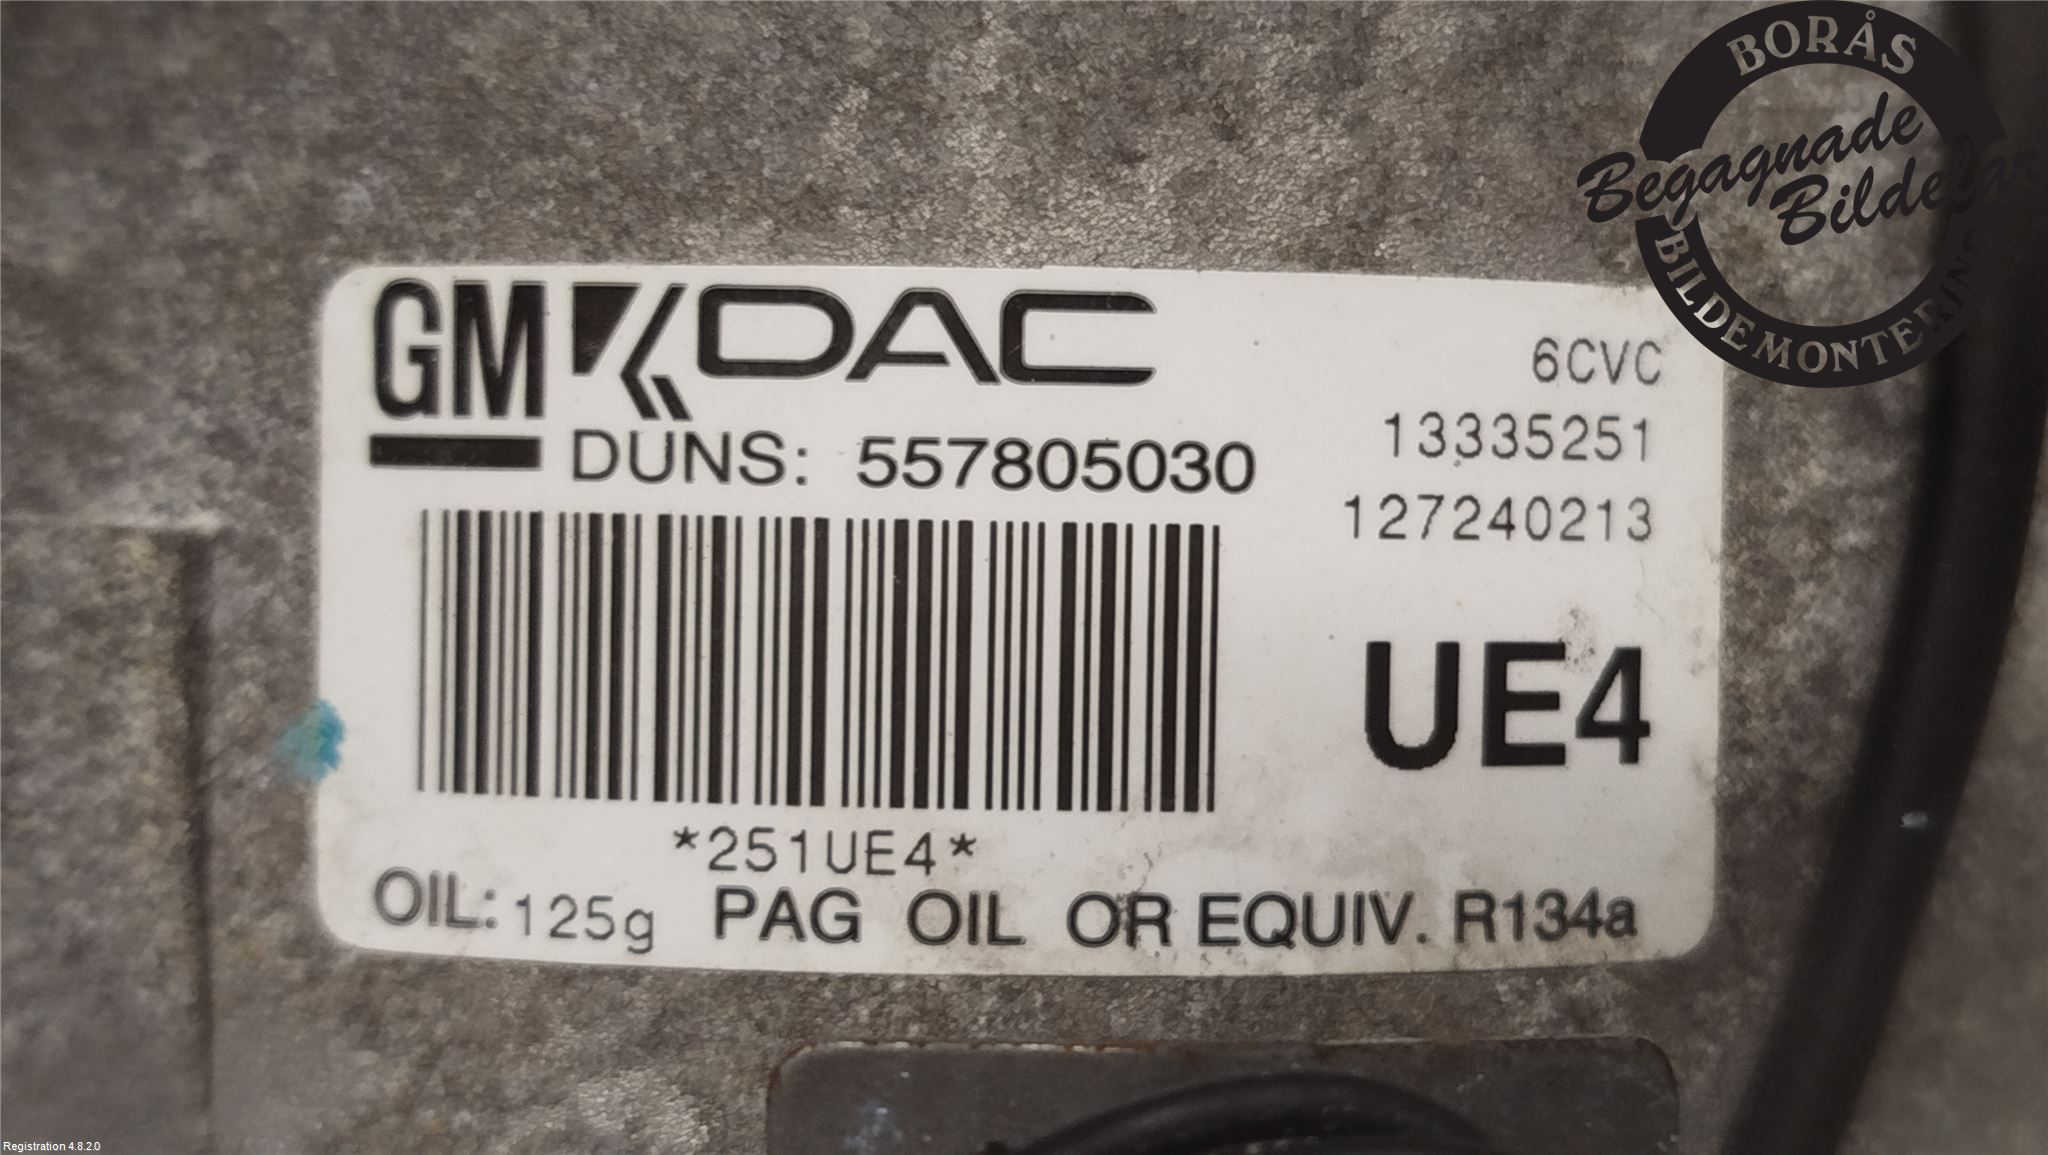 BORÅS
Begagnade
Bildelar
BILDEMONTERING
GM DAC
6CVC
DUNS: 557805030
13335251
127240213
UE4
*251UE4*
OIL: 125g PAG OIL OR EQUIV. R134a
Registration 4.8.2.0